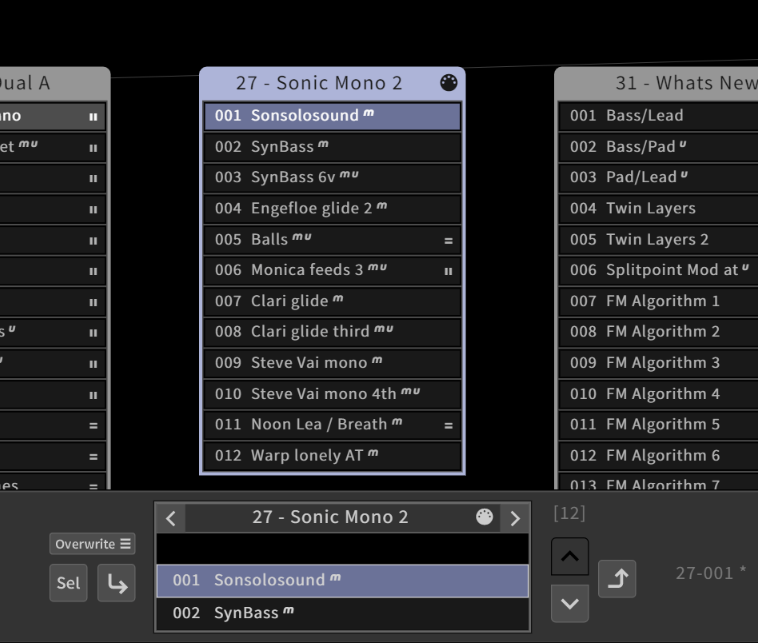 ual A
no
et mu
s u
u
es
27 - Sonic Mono 2
001 Sonsolosound m
002 SynBass m
003 SynBass 6v mu
004 Engefloe glide 2 m
005 Balls mu =
006 Monica feeds 3 mu
007 Clari glide m
008 Clari glide third mu
009 Steve Vai mono m
010 Steve Vai mono 4th mu
011 Noon Lea / Breath m =
012 Warp lonely AT m
31 - Whats New
001 Bass/Lead
002 Bass/Pad u
003 Pad/Lead u
004 Twin Layers
005 Twin Layers 2
006 Splitpoint Mod at u
007 FM Algorithm 1
008 FM Algorithm 2
009 FM Algorithm 3
010 FM Algorithm 4
011 FM Algorithm 5
012 FM Algorithm 6
013 FM Algorithm 7
Overwrite
Sel
27 - Sonic Mono 2
001 Sonsolosound m
002 SynBass m
[12]
27-001 *